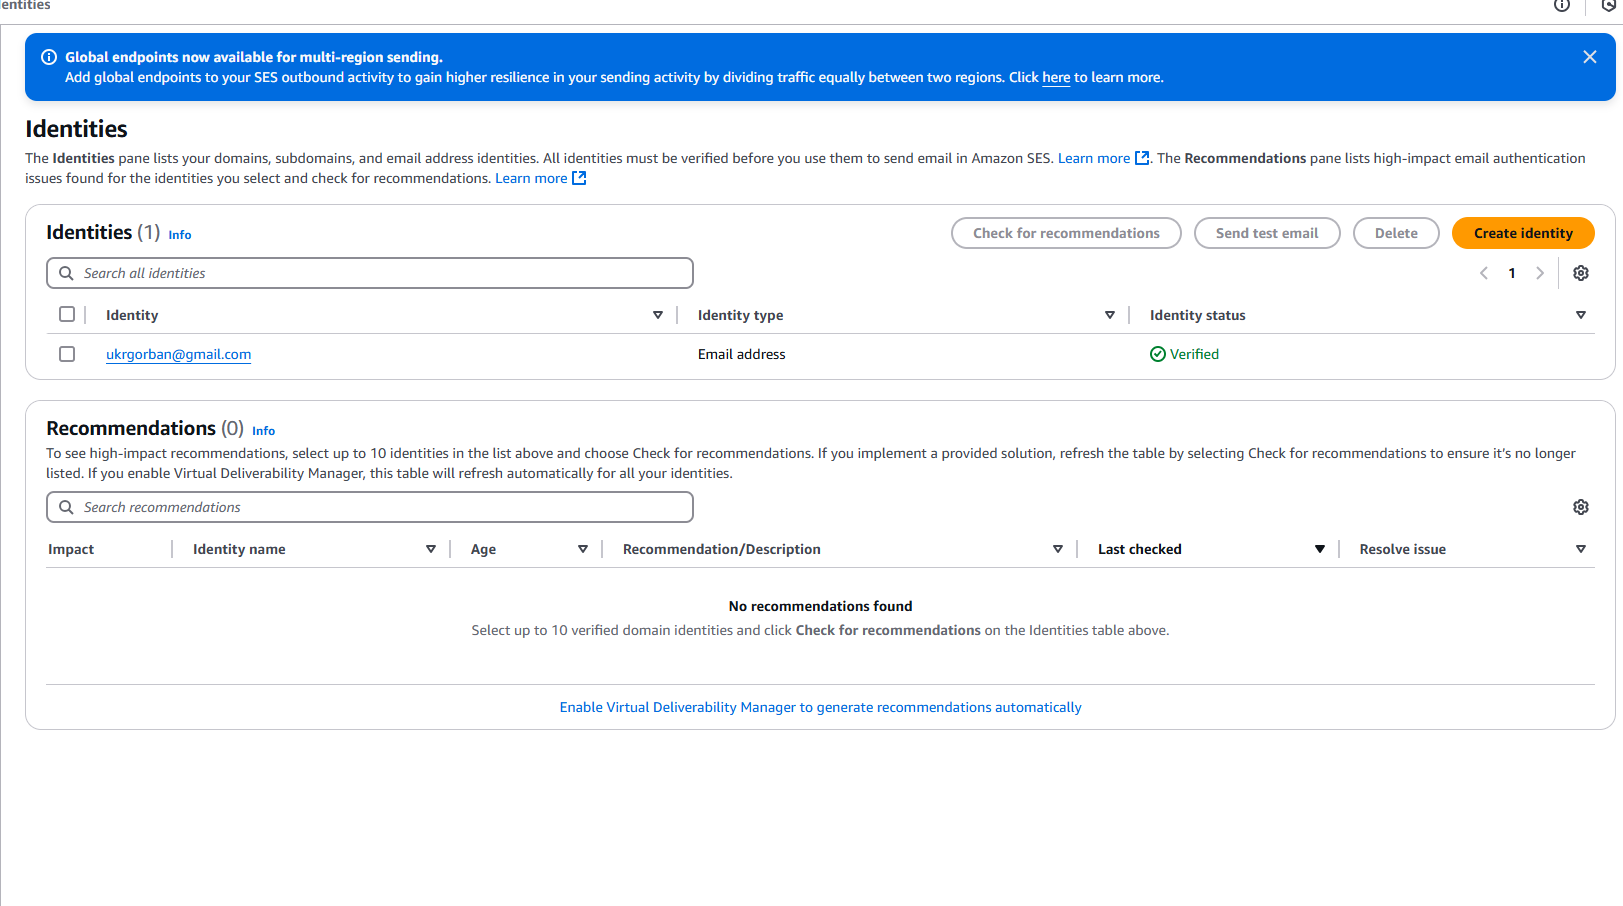 entities
Global endpoints now available for multi-region sending.
Add global endpoints to your SES outbound activity to gain higher resilience in your sending activity by dividing traffic equally between two regions. Click here to learn more.
Identities
The Identities pane lists your domains, subdomains, and email address identities. All identities must be verified before you use them to send email in Amazon SES. Learn more . The Recommendations pane lists high-impact email authentication
issues found for the identities you select and check for recommendations. Learn more
Identities (1) Info
Check for recommendations
Send test email
Delete
Create identity
Search all identities
1
Identity Identity type Identity status
ukrgorban@gmail.com Email address Verified
Recommendations (0) Info
To see high-impact recommendations, select up to 10 identities in the list above and choose Check for recommendations. If you implement a provided solution, refresh the table by selecting Check for recommendations to ensure it's no longer
listed. If you enable Virtual Deliverability Manager, this table will refresh automatically for all your identities.
Search recommendations
Impact Identity name Age Recommendation/Description Last checked Resolve issue
No recommendations found
Select up to 10 verified domain identities and click Check for recommendations on the Identities table above.
Enable Virtual Deliverability Manager to generate recommendations automatically